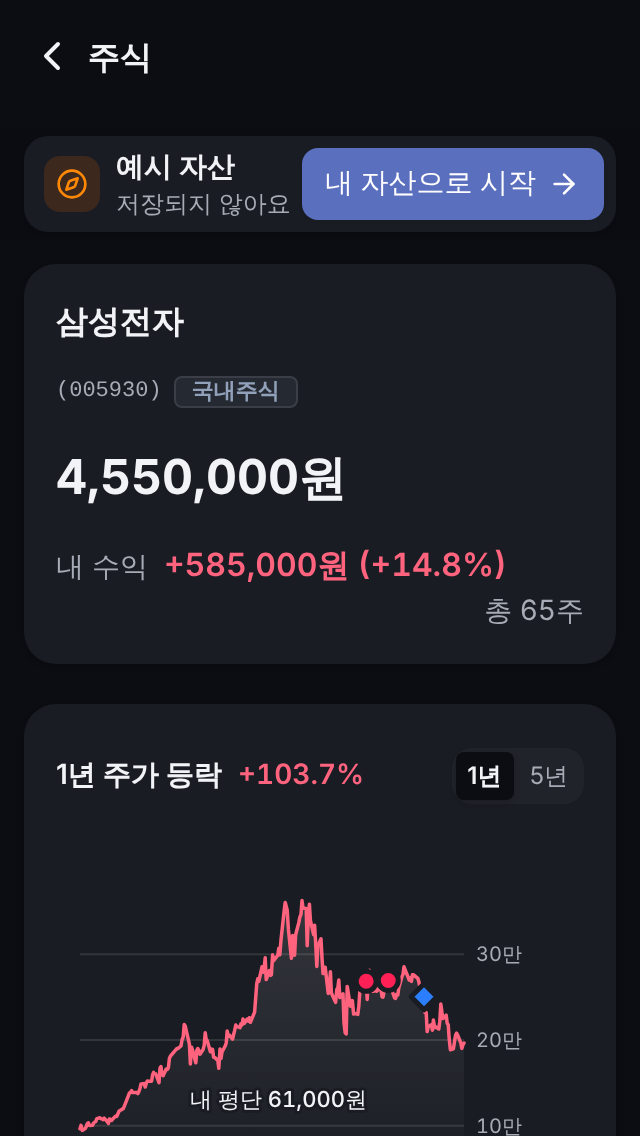 주식
예시 자산
저장되지 않아요
내 자산으로 시작
삼성전자
(005930) 국내주식
4,550,000원
내 수익 +585,000원 (+14.8%)
총 65주
1년 주가 등락 +103.7%
1년 5년
30만
20만
내 평단 61,000원
10만